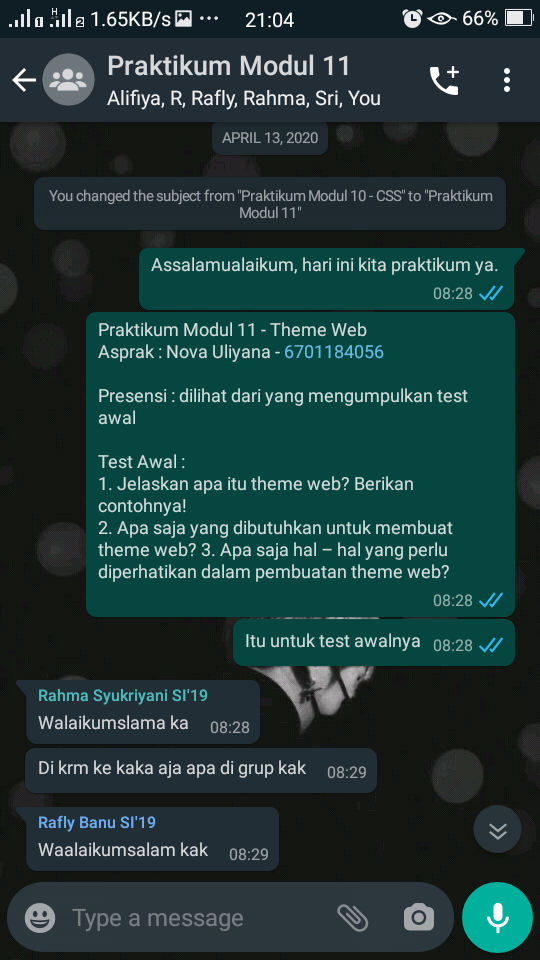 1.65KB/s ... 21:04 66%
Praktikum Modul 11
Alifiya, R, Rafly, Rahma, Sri, You
APRIL 13, 2020
You changed the subject from "Praktikum Modul 10 - CSS" to "Praktikum
Modul 11"
Assalamualaikum, hari ini kita praktikum ya.
08:28
Praktikum Modul 11 - Theme Web
Asprak : Nova Uliyana - 6701184056
Presensi : dilihat dari yang mengumpulkan test
awal
Test Awal :
1. Jelaskan apa itu theme web? Berikan
contohnya!
2. Apa saja yang dibutuhkan untuk membuat
theme web? 3. Apa saja hal – hal yang perlu
diperhatikan dalam pembuatan theme web?
08:28
Itu untuk test awalnya 08:28
Rahma Syukriyani SI'19
Walaikumslama ka 08:28
Di krm ke kaka aja apa di grup kak 08:29
Rafly Banu SI'19
Waalaikumsalam kak 08:29
Type a message